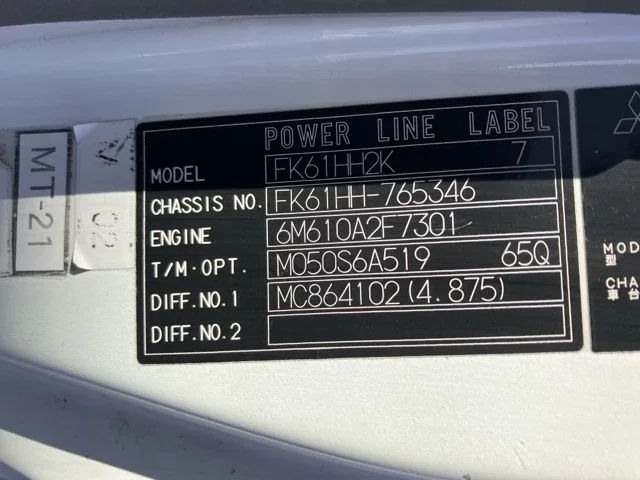 POWER LINE LABEL
MODEL FK61HH2K 7
CHASSIS NO. FK61HH-765346
ENGINE 6M610A2F7301
T/M·OPT. M050S6A519 65Q
DIFF.NO.1 MC864102(4.875)
DIFF.NO.2
MT-21
02
MOD
型
CHA
車台